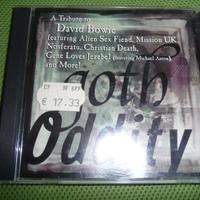 A Tribute to
David Bowie
featuring Alien Sex Fiend, Mission UK,
Nosferatu, Christian Death,
Gene Loves Jezebel (featuring Michael Aston),
and More!
€ 17.33
Goth
Oddity